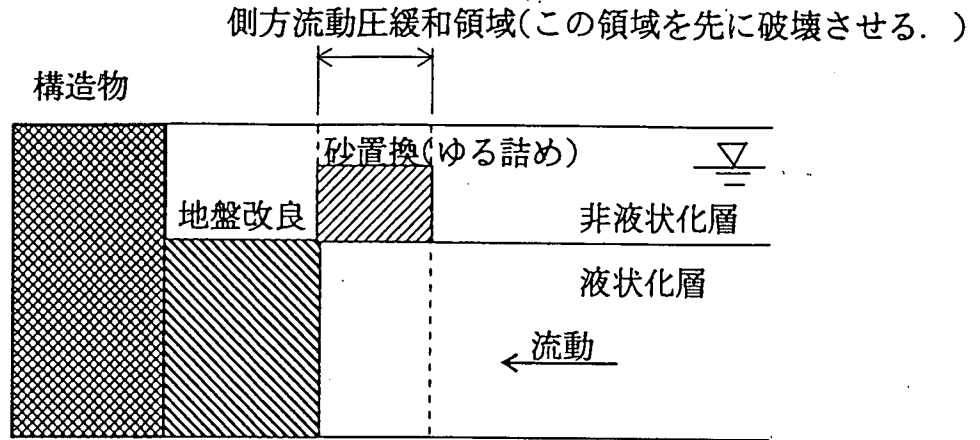 側方流動圧緩和領域(この領域を先に破壊させる. )
構造物
砂置換(ゆる詰め)
地盤改良
非液状化層
液状化層
流動